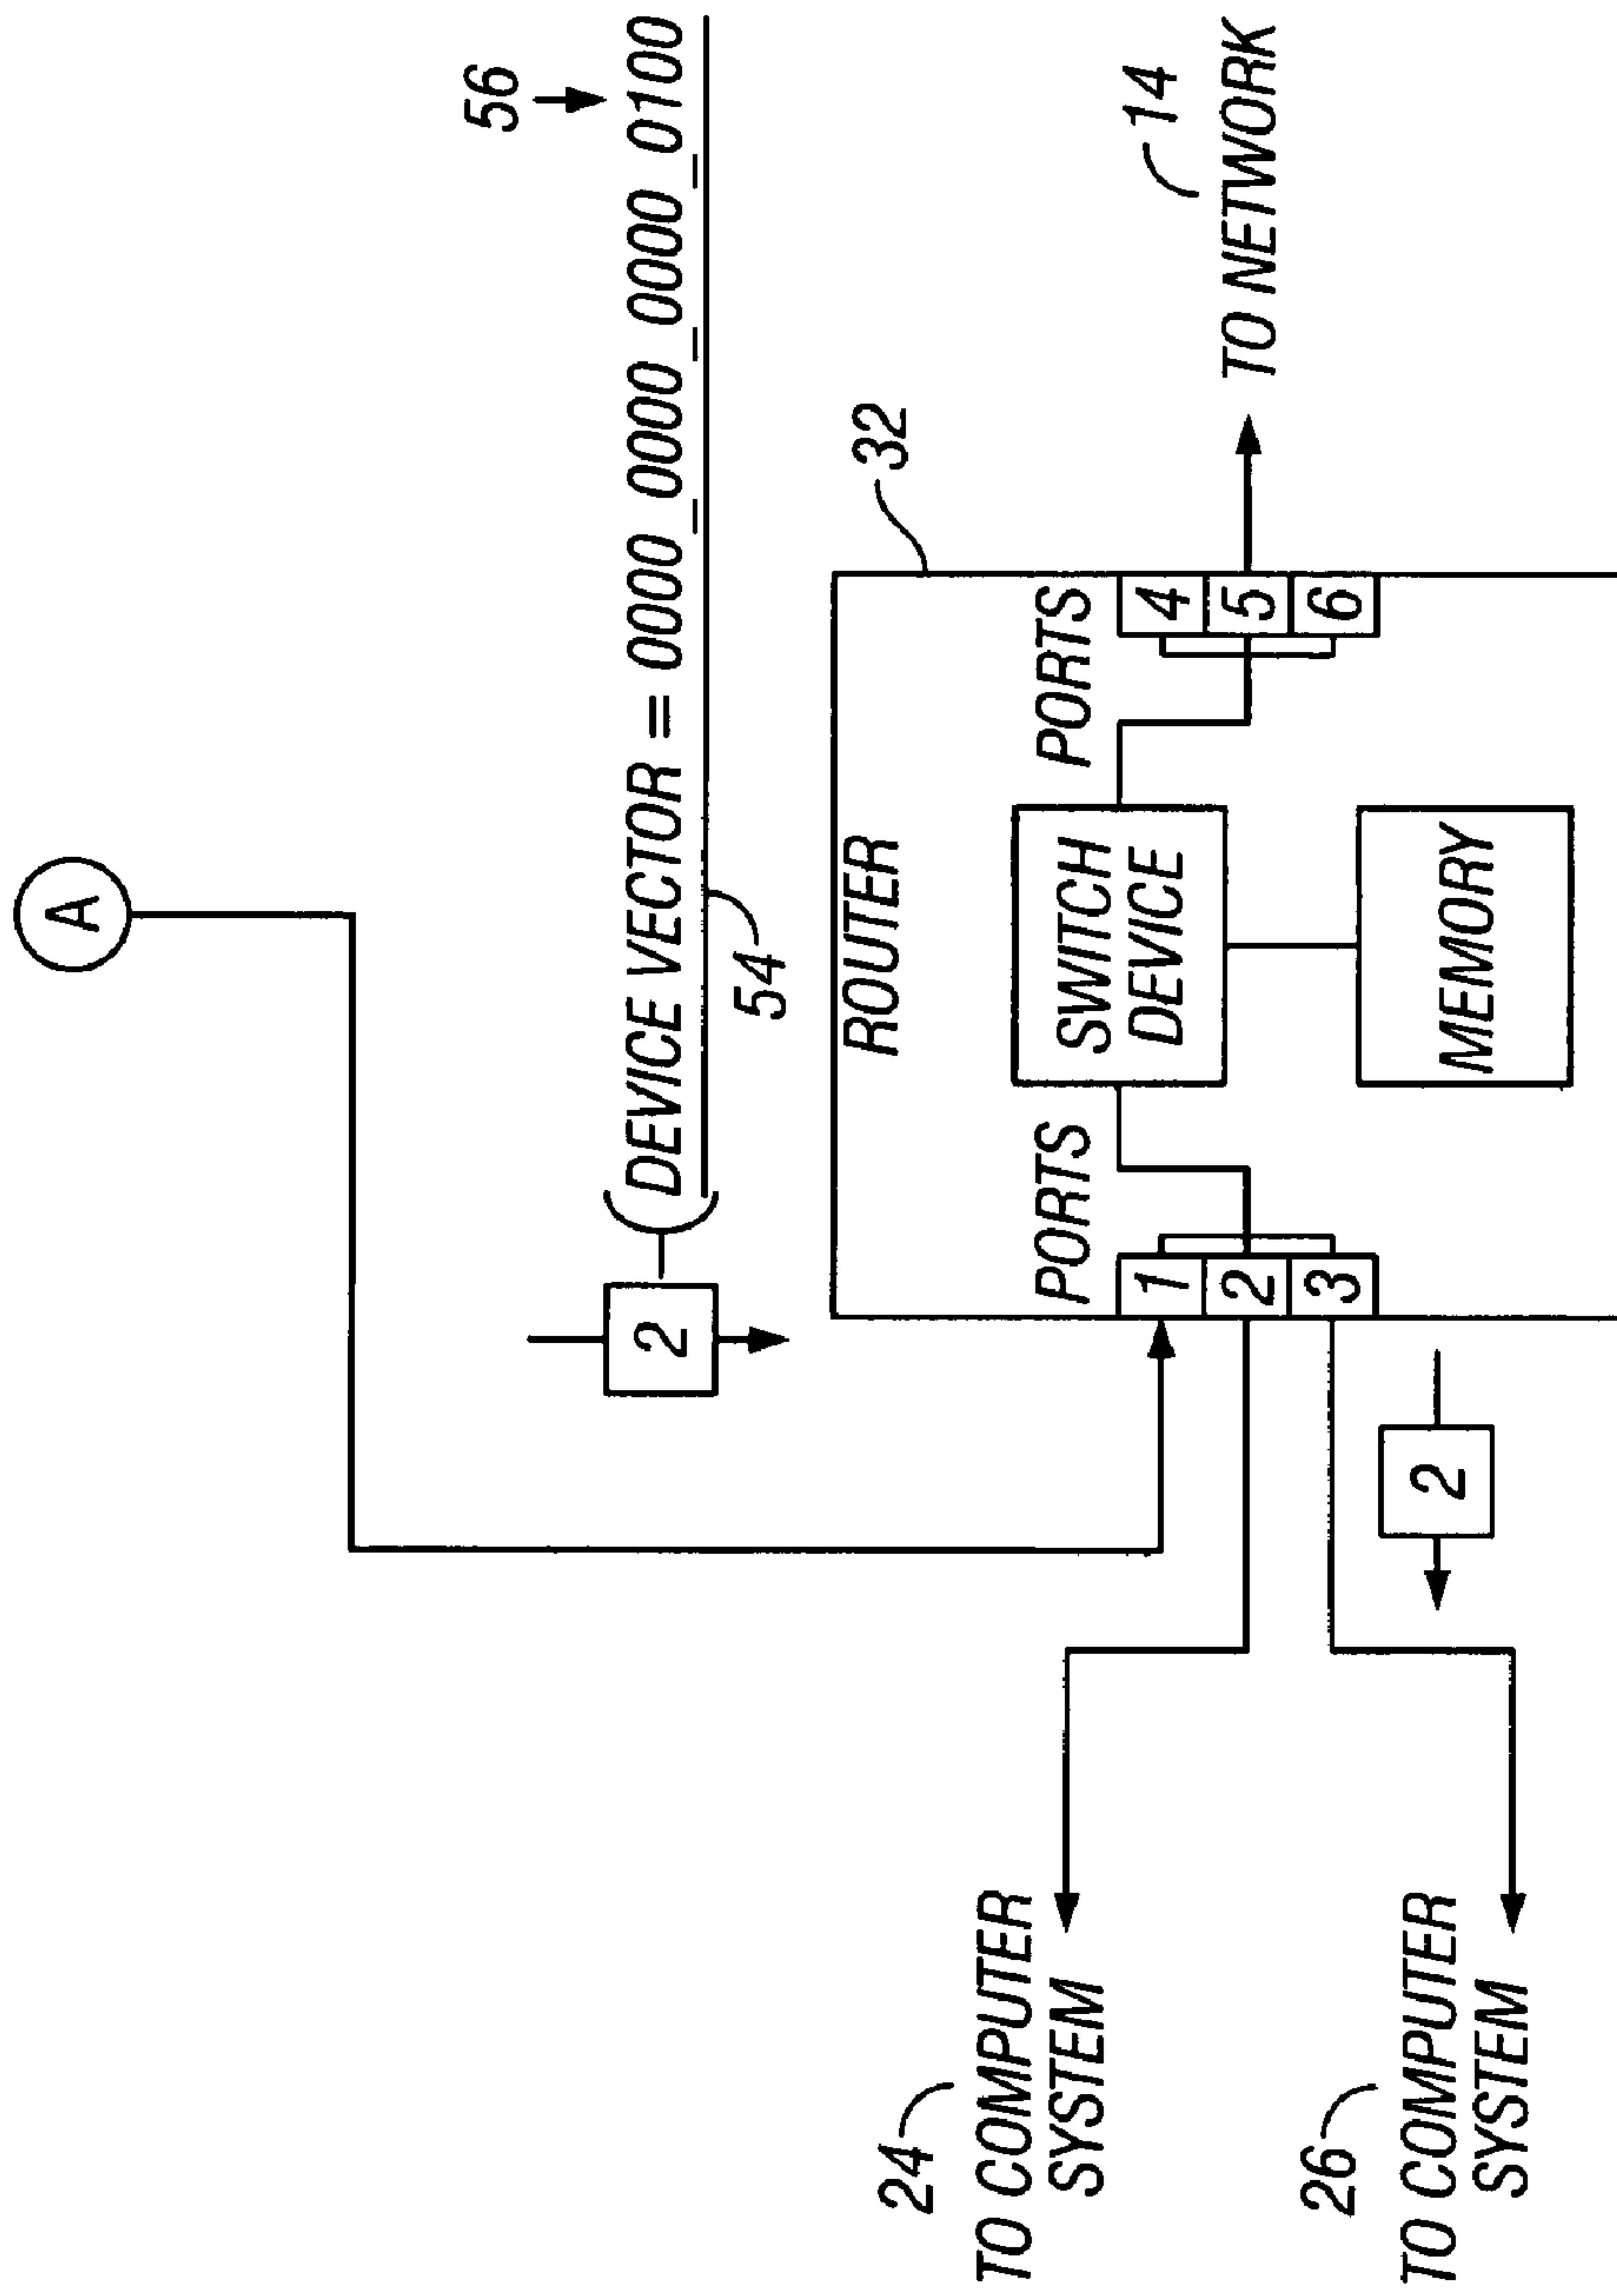 A
56
2
DEVICE VECTOR = 0000_0000_0000_0100
54
32
ROUTER
PORTS
PORTS
1
2
3
SWITCH
DEVICE
4
5
6
MEMORY
14
TO NETWORK
24
TO COMPUTER
SYSTEM
2
26
TO COMPUTER
SYSTEM